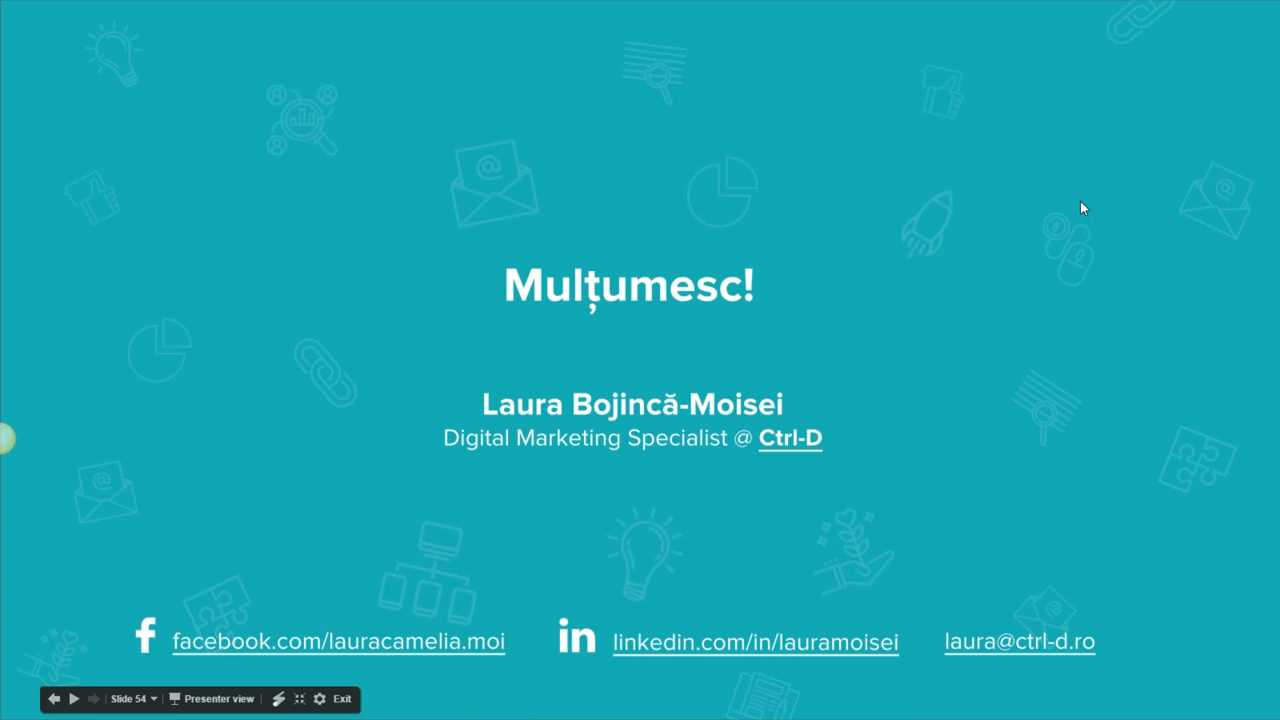 Mulțumesc!
Laura Bojincă-Moisei
Digital Marketing Specialist @ Ctrl-D
facebook.com/lauracamelia.moi
linkedin.com/in/lauramoisei
laura@ctrl-d.ro
Slide 54 Presenter view Exit